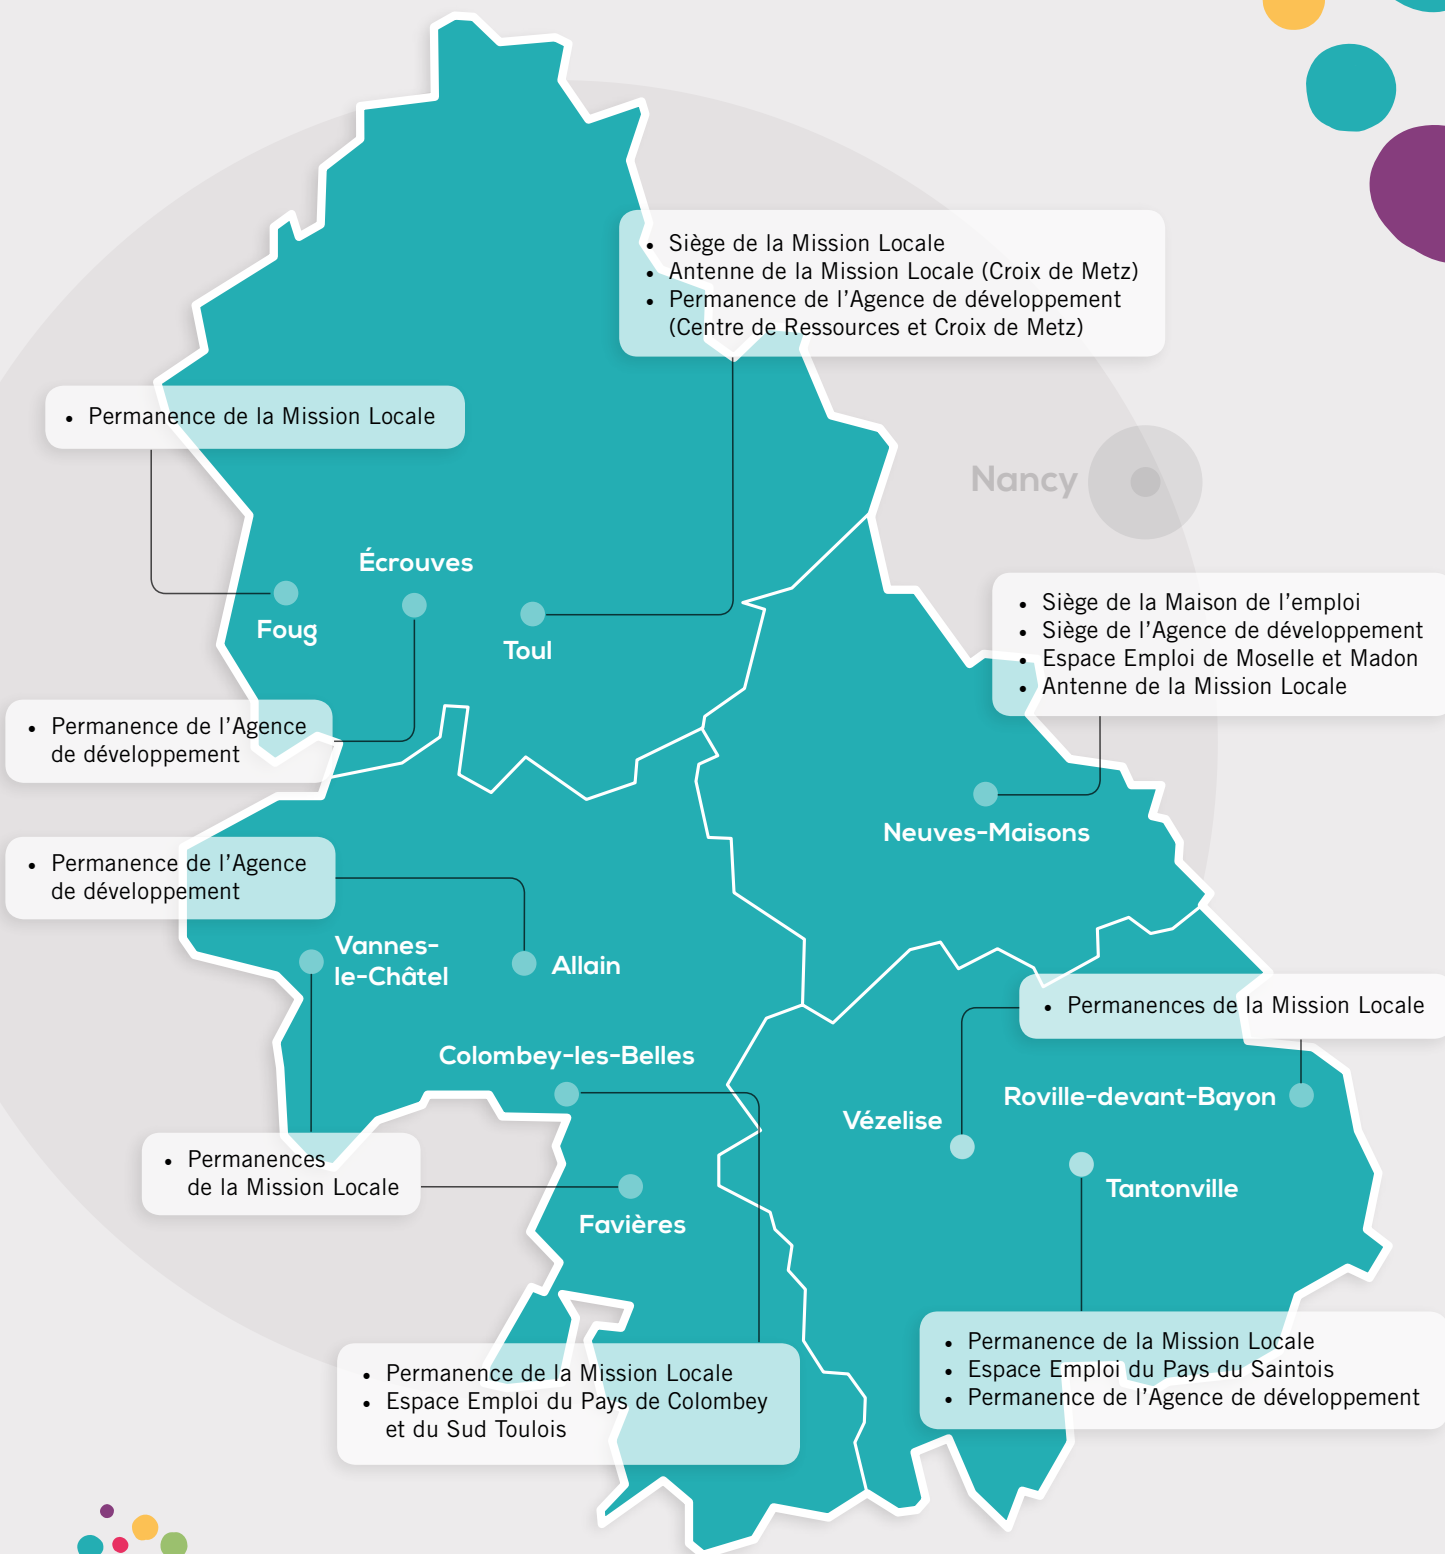 • Siège de la Mission Locale
• Antenne de la Mission Locale (Croix de Metz)
• Permanence de l’Agence de développement
(Centre de Ressources et Croix de Metz)
• Permanence de la Mission Locale
Nancy
Écrouves
Foug
Toul
• Siège de la Maison de l’emploi
• Siège de l’Agence de développement
• Espace Emploi de Moselle et Madon
• Antenne de la Mission Locale
• Permanence de l’Agence
de développement
Neuves-Maisons
• Permanence de l’Agence
de développement
Vannes-
le-Châtel
Allain
• Permanences de la Mission Locale
Colombey-les-Belles
Roville-devant-Bayon
Vézelise
• Permanences
de la Mission Locale
Tantonville
Favières
• Permanence de la Mission Locale
• Espace Emploi du Pays de Colombey
et du Sud Toulois
• Permanence de la Mission Locale
• Espace Emploi du Pays du Saintois
• Permanence de l’Agence de développement